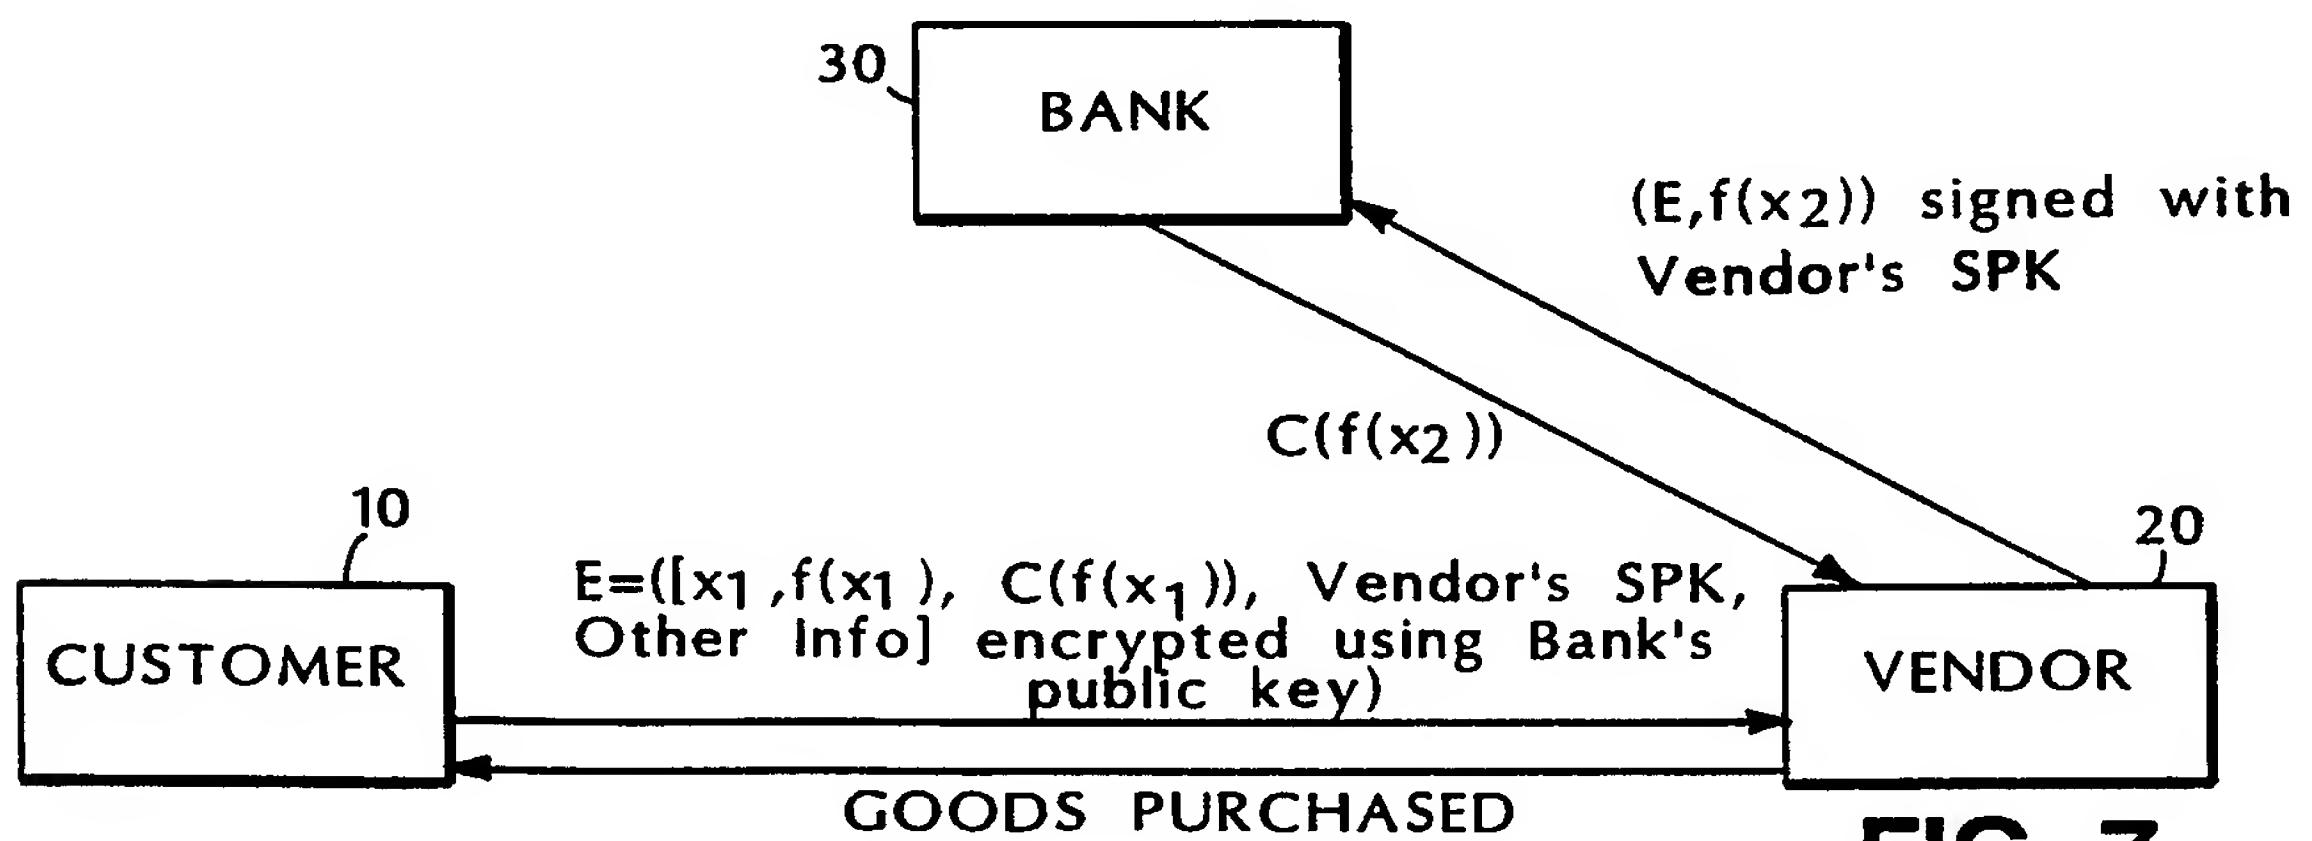 30
BANK
(E,f(x2)) signed with
Vendor's SPK
C(f(x2))
10
20
E=([x1,f(x1), C(f(x1)), Vendor's SPK,
Other Info] encrypted using Bank's
public key)
CUSTOMER
VENDOR
GOODS PURCHASED